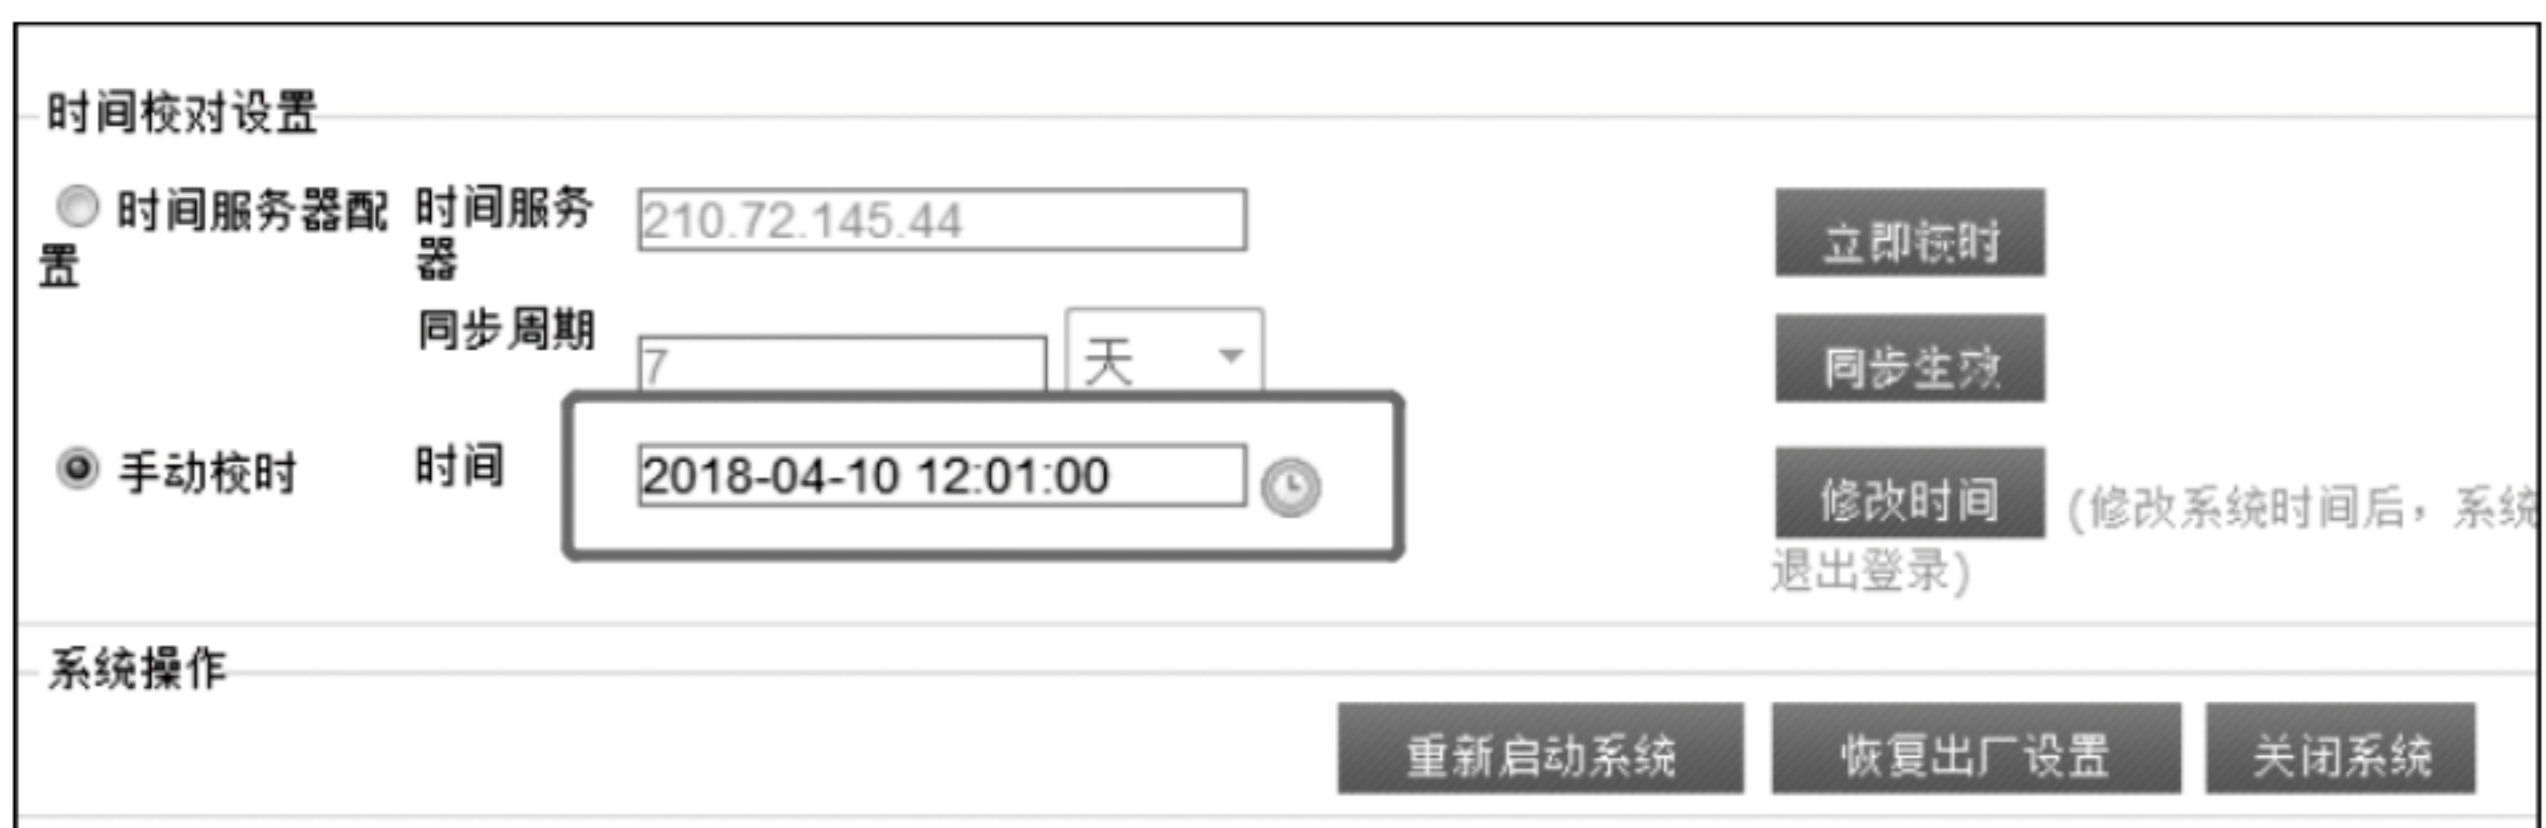 时间校对设置
时间服务器配
置
时间服务
器
210.72.145.44
立即校时
同步周期
7
天
同步生效
手动校时
时间
2018-04-10 12:01:00
修改时间
(修改系统时间后，系统
退出登录)
系统操作
重新启动系统
恢复出厂设置
关闭系统